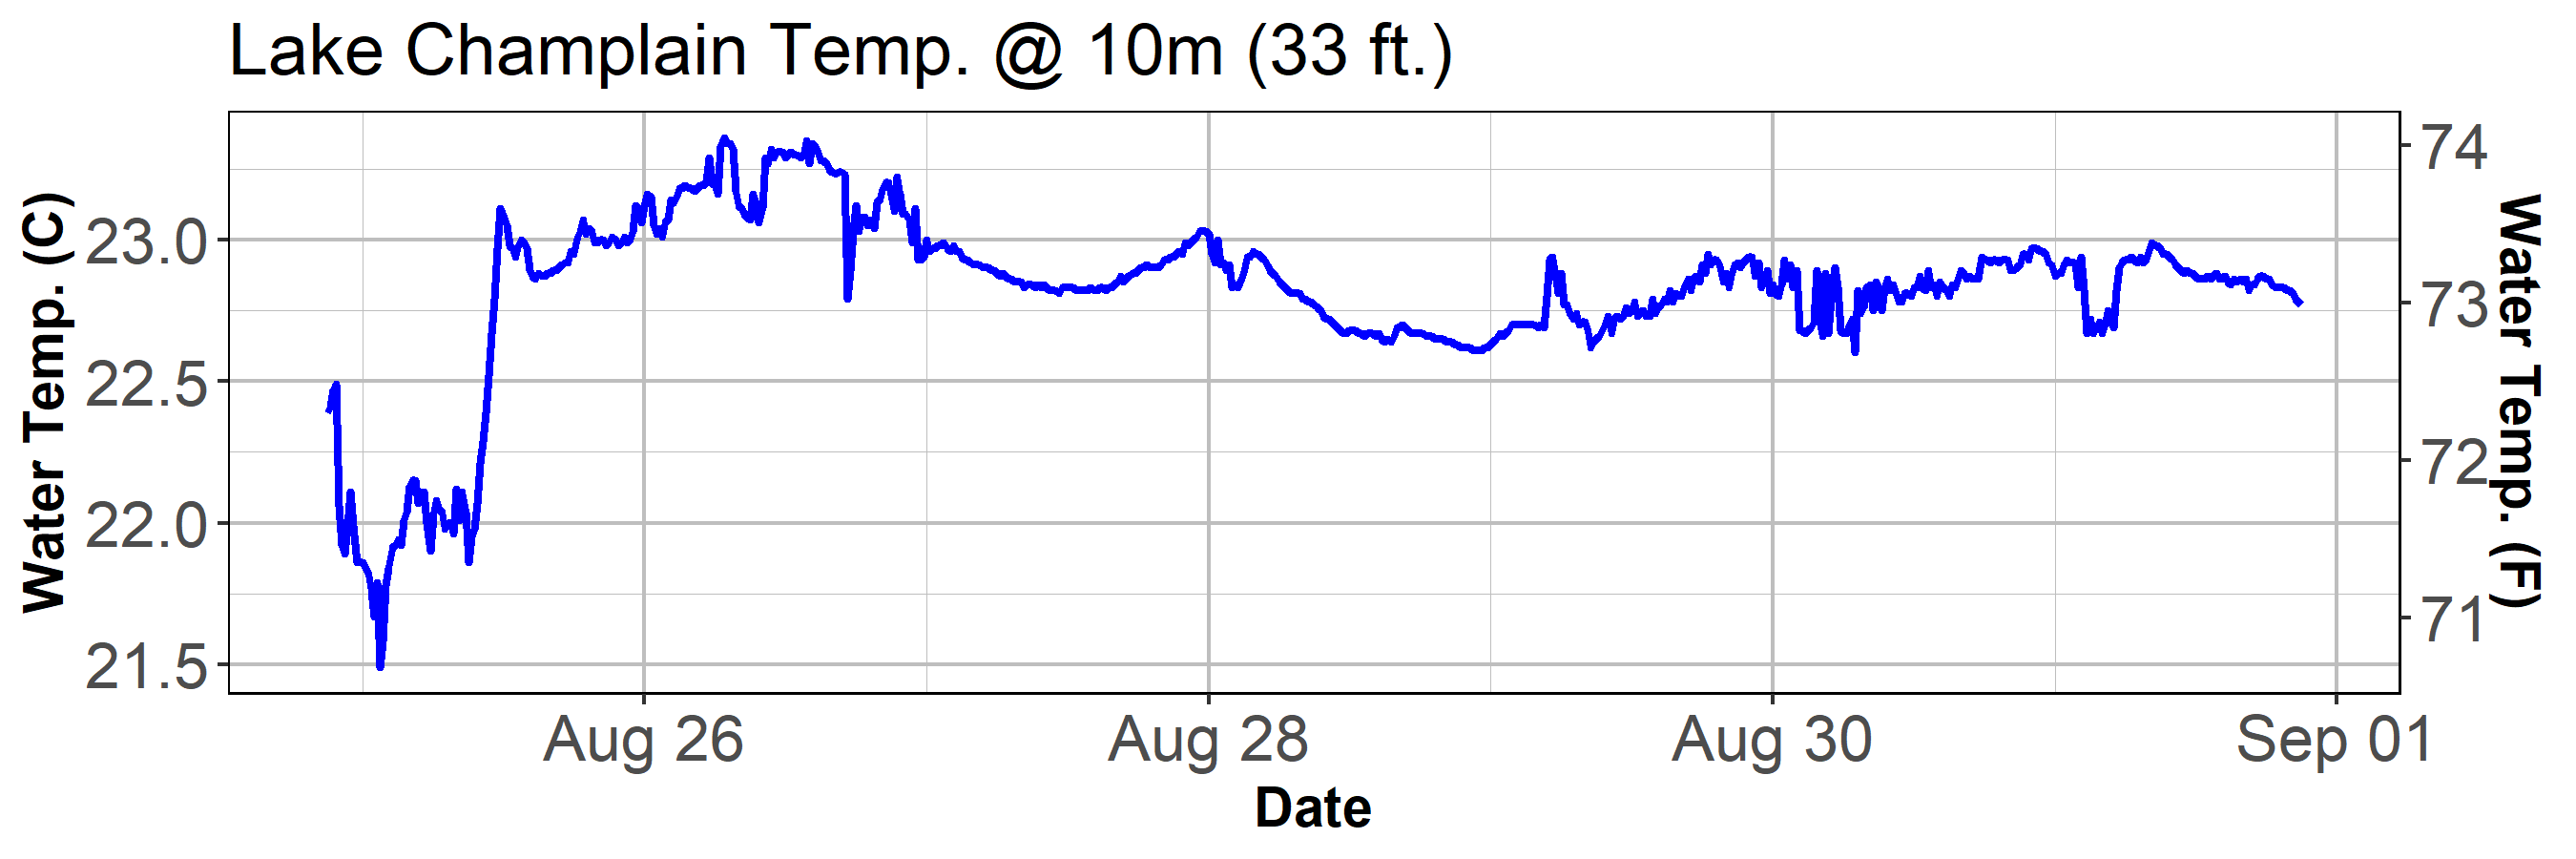 Lake Champlain Temp. @ 10m (33 ft.)
Water Temp. (C)
23.0
22.5
22.0
21.5
74
73
72
71
Water Temp. (F)
Aug 26
Aug 28
Aug 30
Sep 01
Date